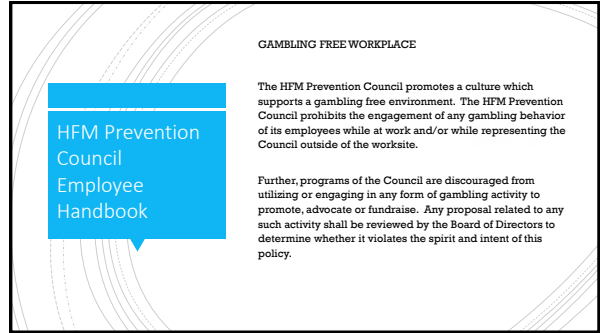 HFM Prevention
Council
Employee
Handbook
GAMBLING FREE WORKPLACE
The HFM Prevention Council promotes a culture which
supports a gambling free environment.  The HFM Prevention
Council prohibits the engagement of any gambling behavior
of its employees while at work and/or while representing the
Council outside of the worksite.
Further, programs of the Council are discouraged from
utilizing or engaging in any form of gambling activity to
promote, advocate or fundraise.  Any proposal related to any
such activity shall be reviewed by the Board of Directors to
determine whether it violates the spirit and intent of this
policy.